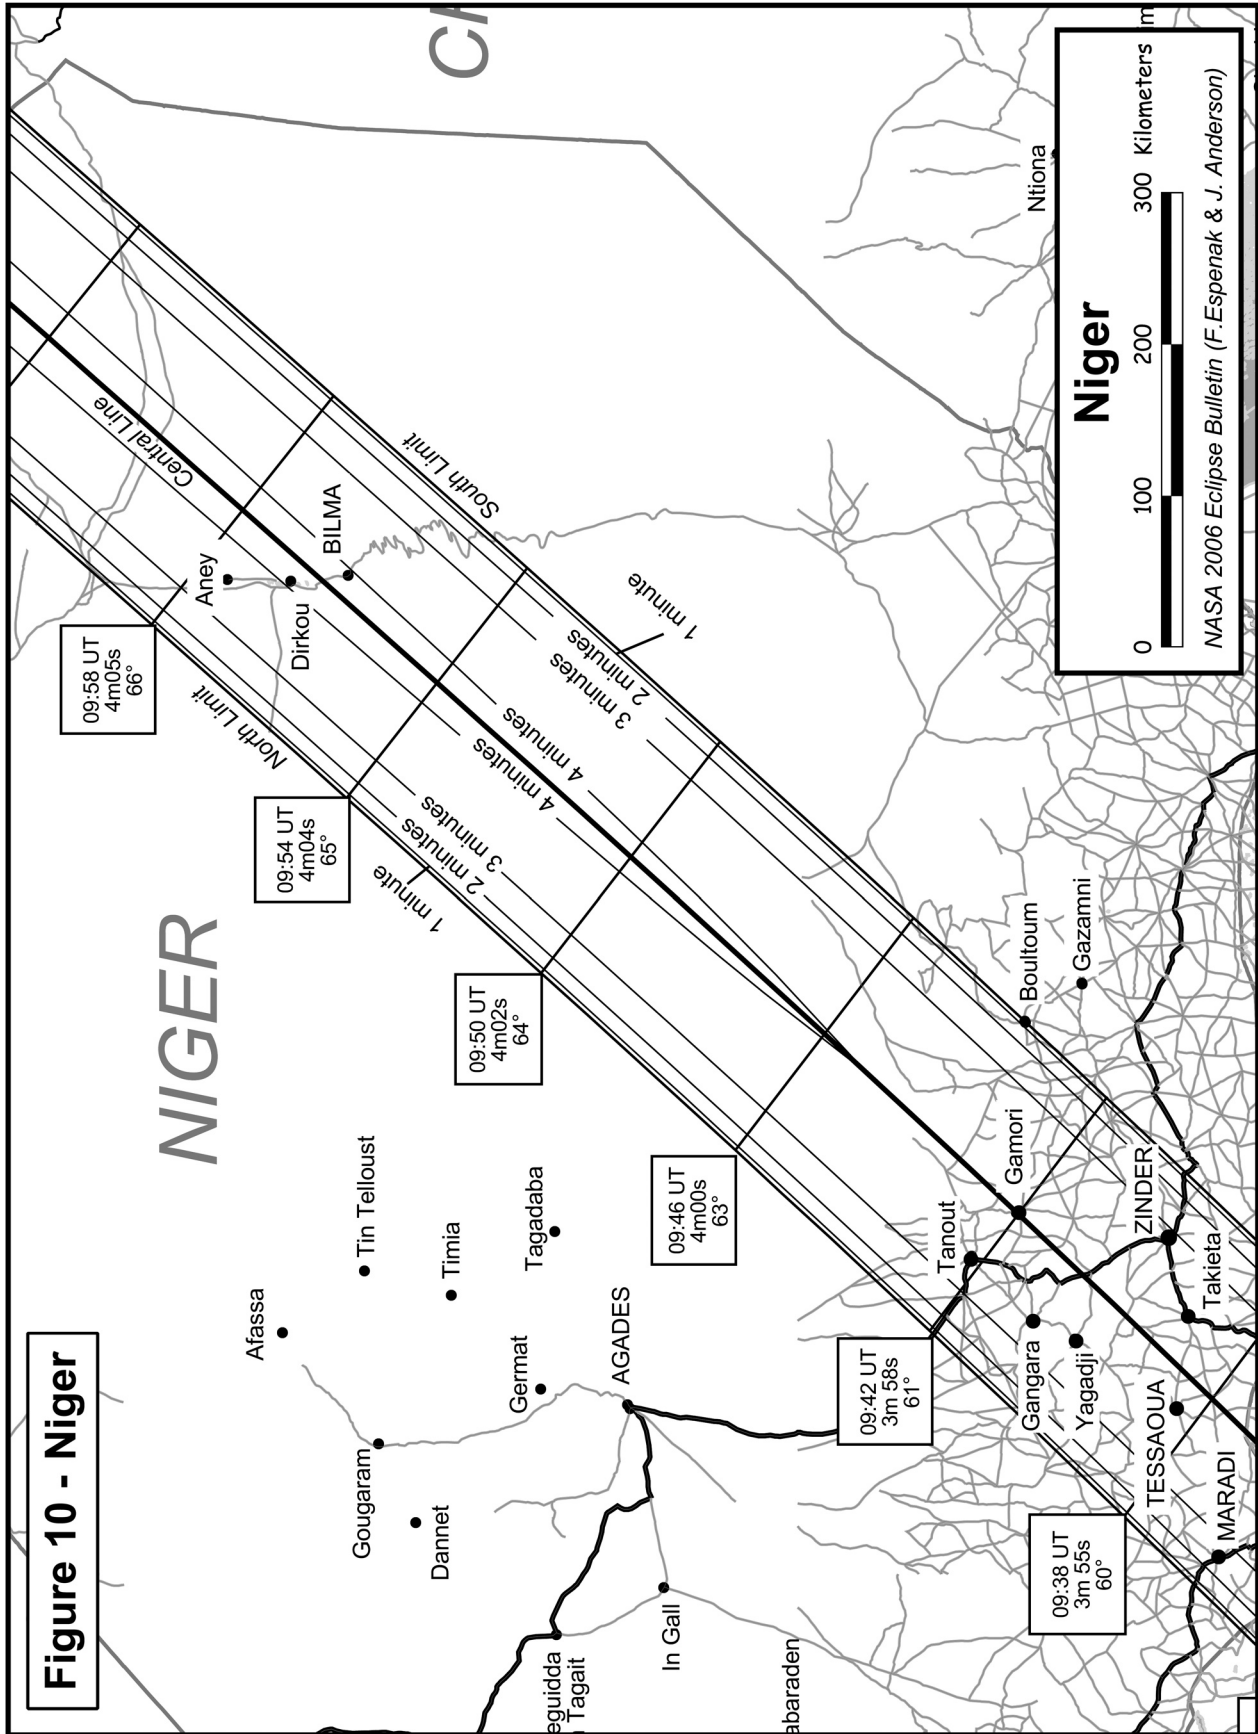 Figure 10 - Niger
NIGER
CH
09:58 UT
4m05s
66°
09:54 UT
4m04s
65°
09:50 UT
4m02s
64°
09:46 UT
4m00s
63°
09:42 UT
3m 58s
61°
09:38 UT
3m 55s
60°
North Limit
Central Line
South Limit
1 minute
2 minutes
3 minutes
4 minutes
4 minutes
3 minutes
2 minutes
1 minute
Aney
Dirkou
BILMA
Afassa
Tin Telloust
Timia
Tagadaba
Gougaram
Dannet
Germat
AGADES
In Gall
eguidda
Tagait
abaraden
Tanout
Gamori
Boultoum
Gazamni
Gangara
Yagadji
ZINDER
Takieta
TESSAOUA
MARADI
Ntiona
Niger
0 100 200 300 Kilometers
NASA 2006 Eclipse Bulletin (F.Espenak & J. Anderson)